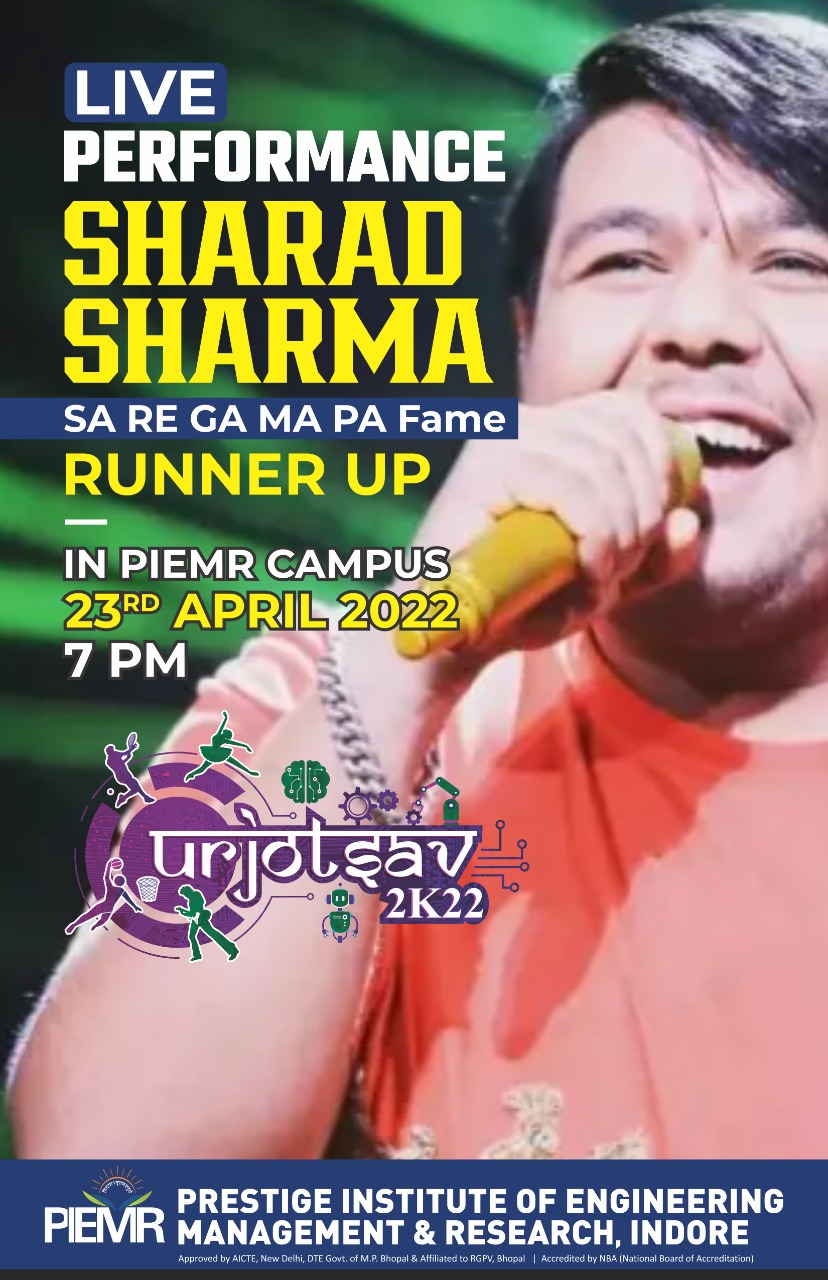 LIVE
PERFORMANCE
SHARAD
SHARMA
SA RE GA MA PA Fame
RUNNER UP
IN PIEMR CAMPUS
23RD APRIL 2022
7 PM
urjotsav
2K22
PIEMR
PRESTIGE INSTITUTE OF ENGINEERING
MANAGEMENT & RESEARCH, INDORE
Approved by AICTE, New Delhi, DTE Govt. of M.P. Bhopal & Affiliated to RGPV, Bhopal | Accredited by NBA (National Board of Accreditation)